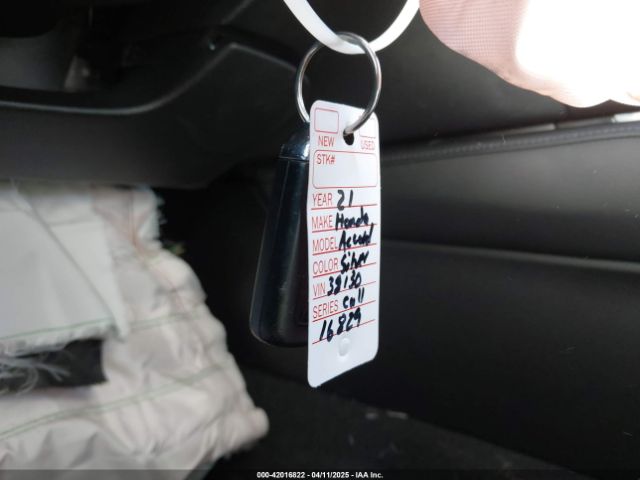 NEW USED
STK#
YEAR 21
MAKE Honda
MODEL Accord
COLOR Silver
VIN 38130
SERIES Call
16829
000-42016822 - 04/11/2025 - IAA Inc.